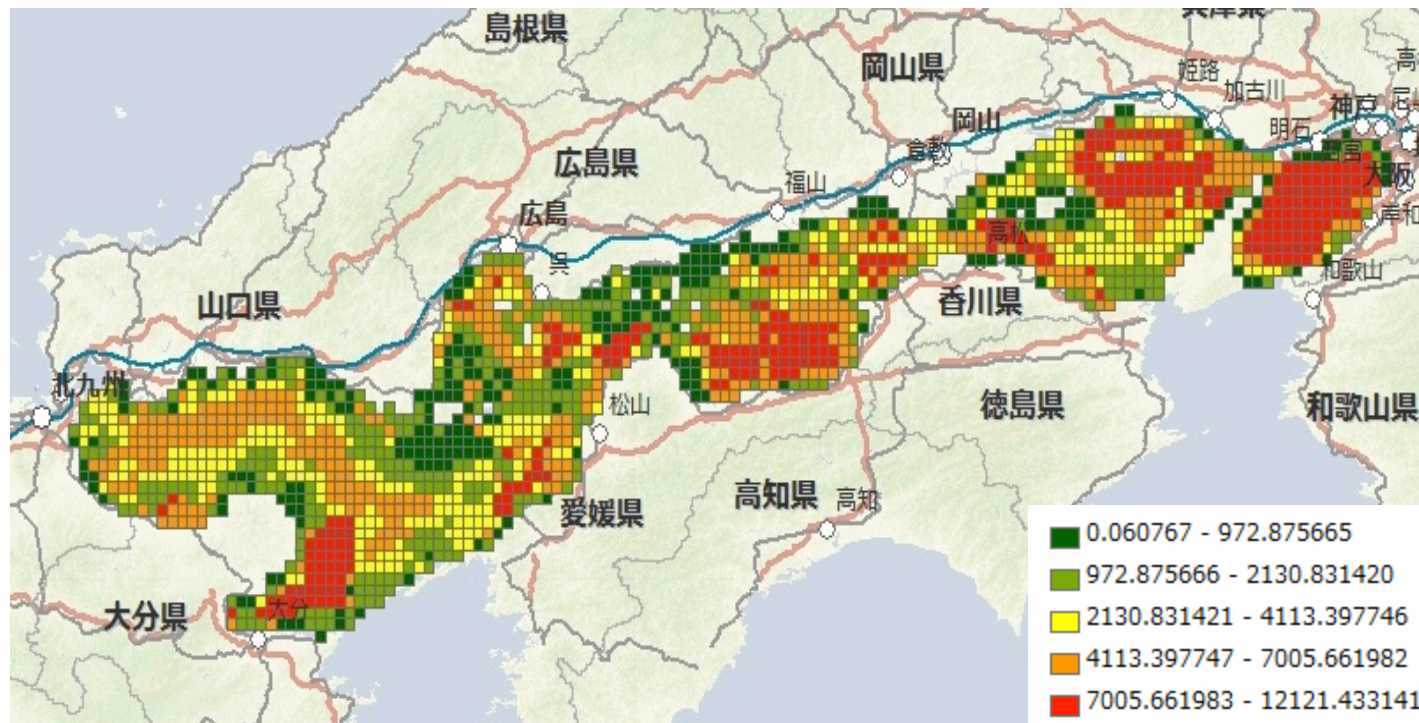 島根県
岡山県
姫路
加古川
神戸
岡山
明石
倉敷
広島県
福山
大阪
広島
岸和
呉
和歌山
山口県
香川県
北九州
松山
徳島県
和歌山県
高知県
高知
愛媛県
大分県
大分
高松
0.060767 - 972.875665
972.875666 - 2130.831420
2130.831421 - 4113.397746
4113.397747 - 7005.661982
7005.661983 - 12121.433141